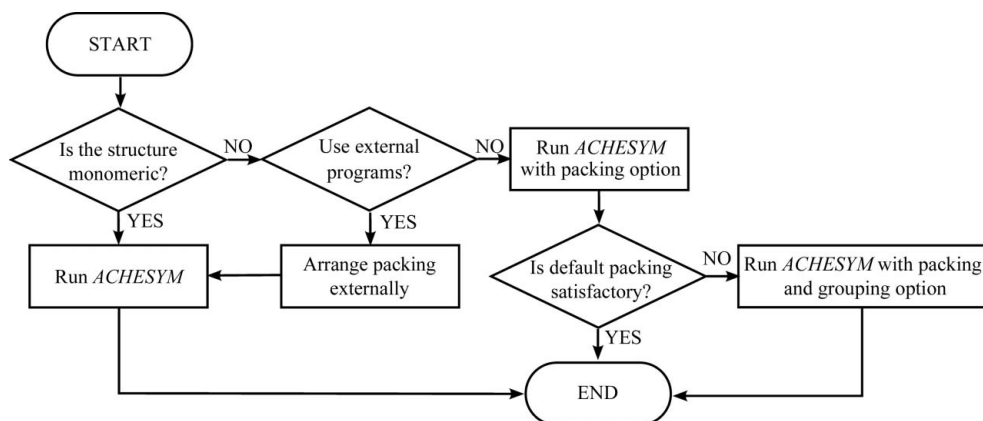 START
Is the structure
monomeric?
NO
Use external
programs?
NO
Run ACHESYM
with packing option
YES
YES
Run ACHESYM
Arrange packing
externally
Is default packing
satisfactory?
NO
Run ACHESYM with packing
and grouping option
YES
END